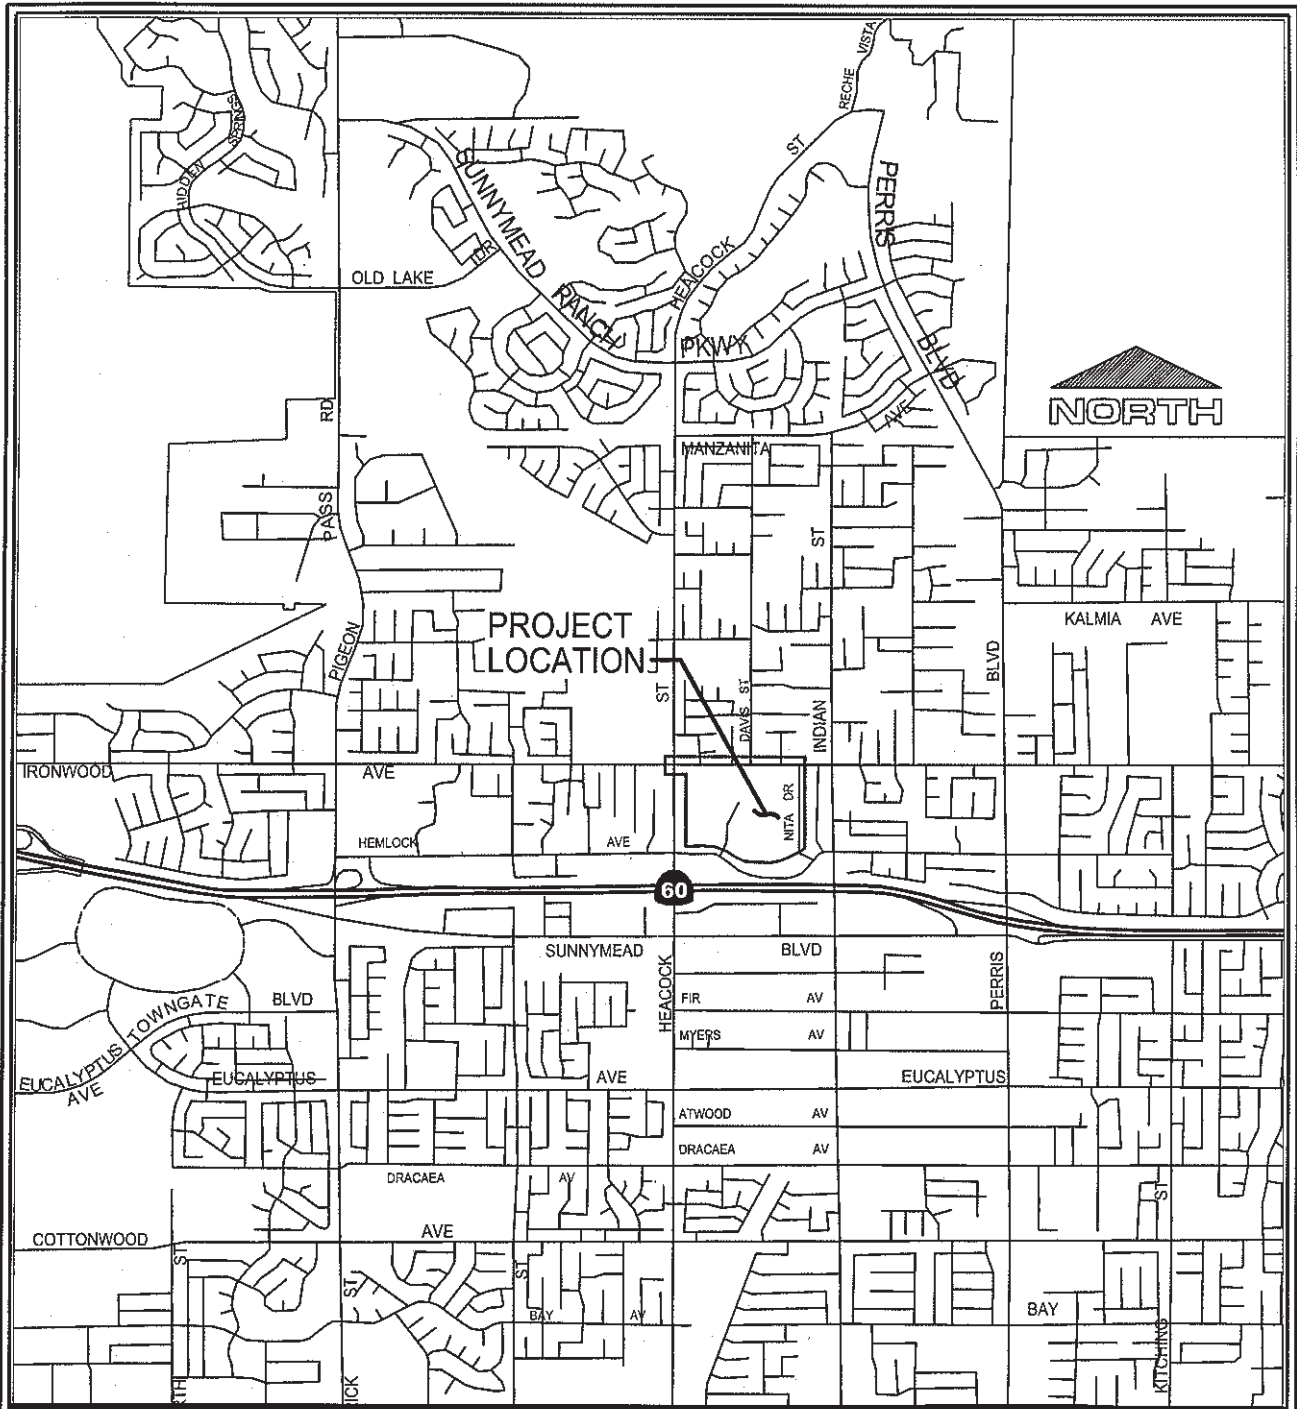 RECHE VISTA
HIDDEN SPRINGS
SUNNYMEAD RANCH PKWY
ST
HEACOCK
PERRIS BLVD
OLD LAKE DR
NORTH
RD
AVE
MANZANITA
PASS
ST
PROJECT
LOCATION
KALMIA AVE
PIGEON
BLVD
ST
DAVIS ST
INDIAN
IRONWOOD AVE
NITA DR
HEMLOCK AVE
60
SUNNYMEAD BLVD
HEACOCK
PERRIS
TOWNGATE BLVD
FIR AV
MYERS AV
EUCALYPTUS AVE
EUCALYPTUS AVE
EUCALYPTUS
ATWOOD AV
DRACAEA AV
DRACAEA AV
ST
COTTONWOOD AVE
ST
ST
ST
BAY AV
BAY
KITCHING
RTH
ICK